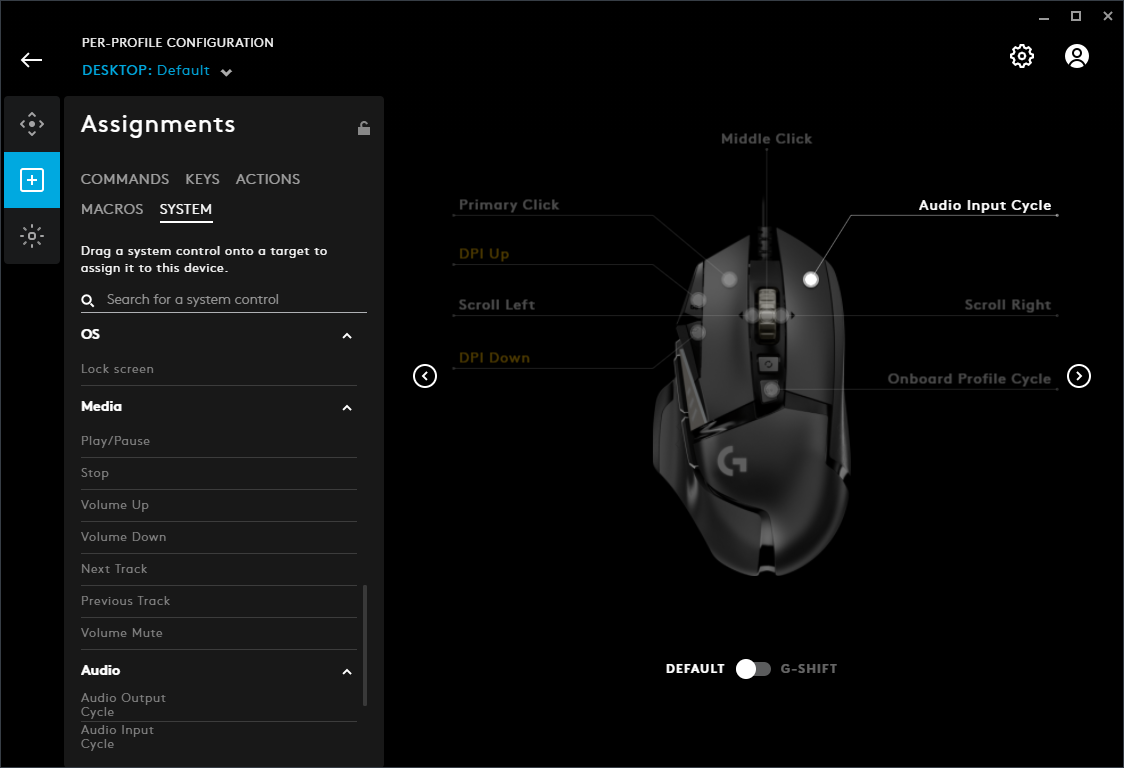 PER-PROFILE CONFIGURATION
DESKTOP: Default
Assignments
COMMANDS KEYS ACTIONS
MACROS SYSTEM
Drag a system control onto a target to
assign it to this device.
Search for a system control
OS
Lock screen
Media
Play/Pause
Stop
Volume Up
Volume Down
Next Track
Previous Track
Volume Mute
Audio
Audio Output
Cycle
Audio Input
Cycle
Middle Click
Primary Click
Audio Input Cycle
DPI Up
Scroll Left
Scroll Right
DPI Down
Onboard Profile Cycle
G
DEFAULT G-SHIFT